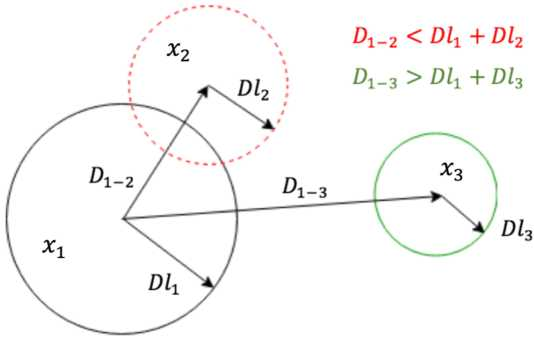 x₂
D₁₋₂ < Dl₁ + Dl₂
D₁₋₃ > Dl₁ + Dl₃
Dl₂
D₁₋₂
D₁₋₃
x₃
x₁
Dl₃
Dl₁